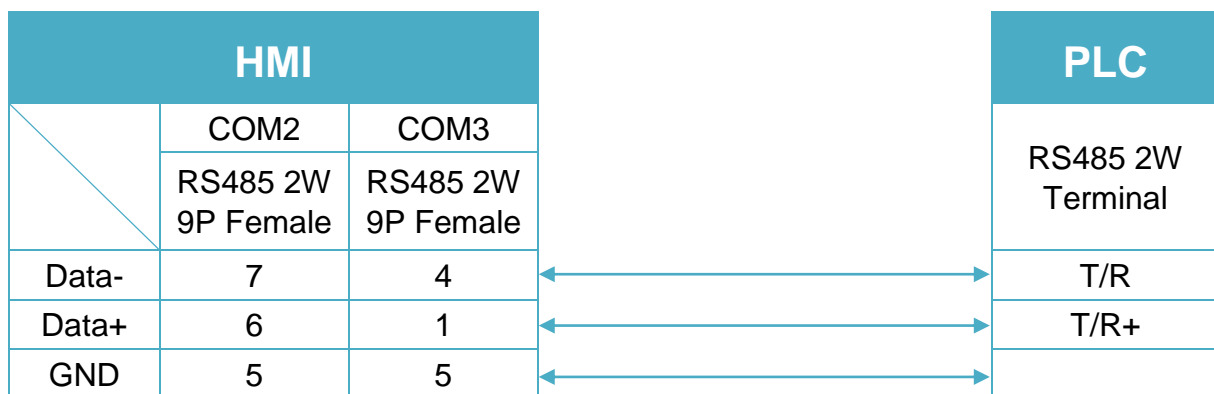 HMI PLC
COM2 COM3
RS485 2W
9P Female
RS485 2W
9P Female
RS485 2W
Terminal
Data- 7 4 T/R
Data+ 6 1 T/R+
GND 5 5